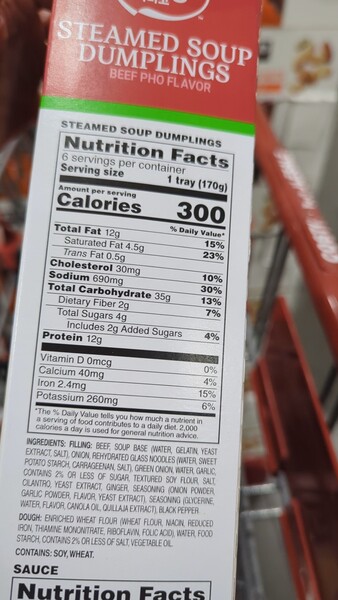 STEAMED SOUP
DUMPLINGS
BEEF PHO FLAVOR
STEAMED SOUP DUMPLINGS
Nutrition Facts
6 servings per container
Serving size 1 tray (170g)
Amount per serving
Calories 300
% Daily Value*
Total Fat 12g 15%
Saturated Fat 4.5g 23%
Trans Fat 0.5g
Cholesterol 30mg 10%
Sodium 690mg 30%
Total Carbohydrate 35g 13%
Dietary Fiber 2g 7%
Total Sugars 4g
Includes 2g Added Sugars 4%
Protein 12g
Vitamin D 0mcg 0%
Calcium 40mg 4%
Iron 2.4mg 15%
Potassium 260mg 6%
*The % Daily Value tells you how much a nutrient in
a serving of food contributes to a daily diet. 2,000
calories a day is used for general nutrition advice.
INGREDIENTS: FILLING: BEEF, SOUP BASE (WATER, GELATIN, YEAST
EXTRACT, SALT), ONION, REHYDRATED GLASS NOODLES (WATER, SWEET
POTATO STARCH, CARRAGEENAN, SALT), GREEN ONION, WATER, GARLIC,
CONTAINS 2% OR LESS OF SUGAR, TEXTURED SOY FLOUR, SALT,
CILANTRO, YEAST EXTRACT, GINGER, SEASONING (ONION POWDER,
GARLIC POWDER, FLAVOR, YEAST EXTRACT), SEASONING (GLYCERINE,
WATER, FLAVOR, CANOLA OIL, QUILLAJA EXTRACT), BLACK PEPPER
DOUGH: ENRICHED WHEAT FLOUR (WHEAT FLOUR, NIACIN, REDUCED
IRON, THIAMINE MONONITRATE, RIBOFLAVIN, FOLIC ACID), WATER, FOOD
STARCH, CONTAINS 2% OR LESS OF SALT, VEGETABLE OIL.
CONTAINS: SOY, WHEAT.
SAUCE
Nutrition Facts